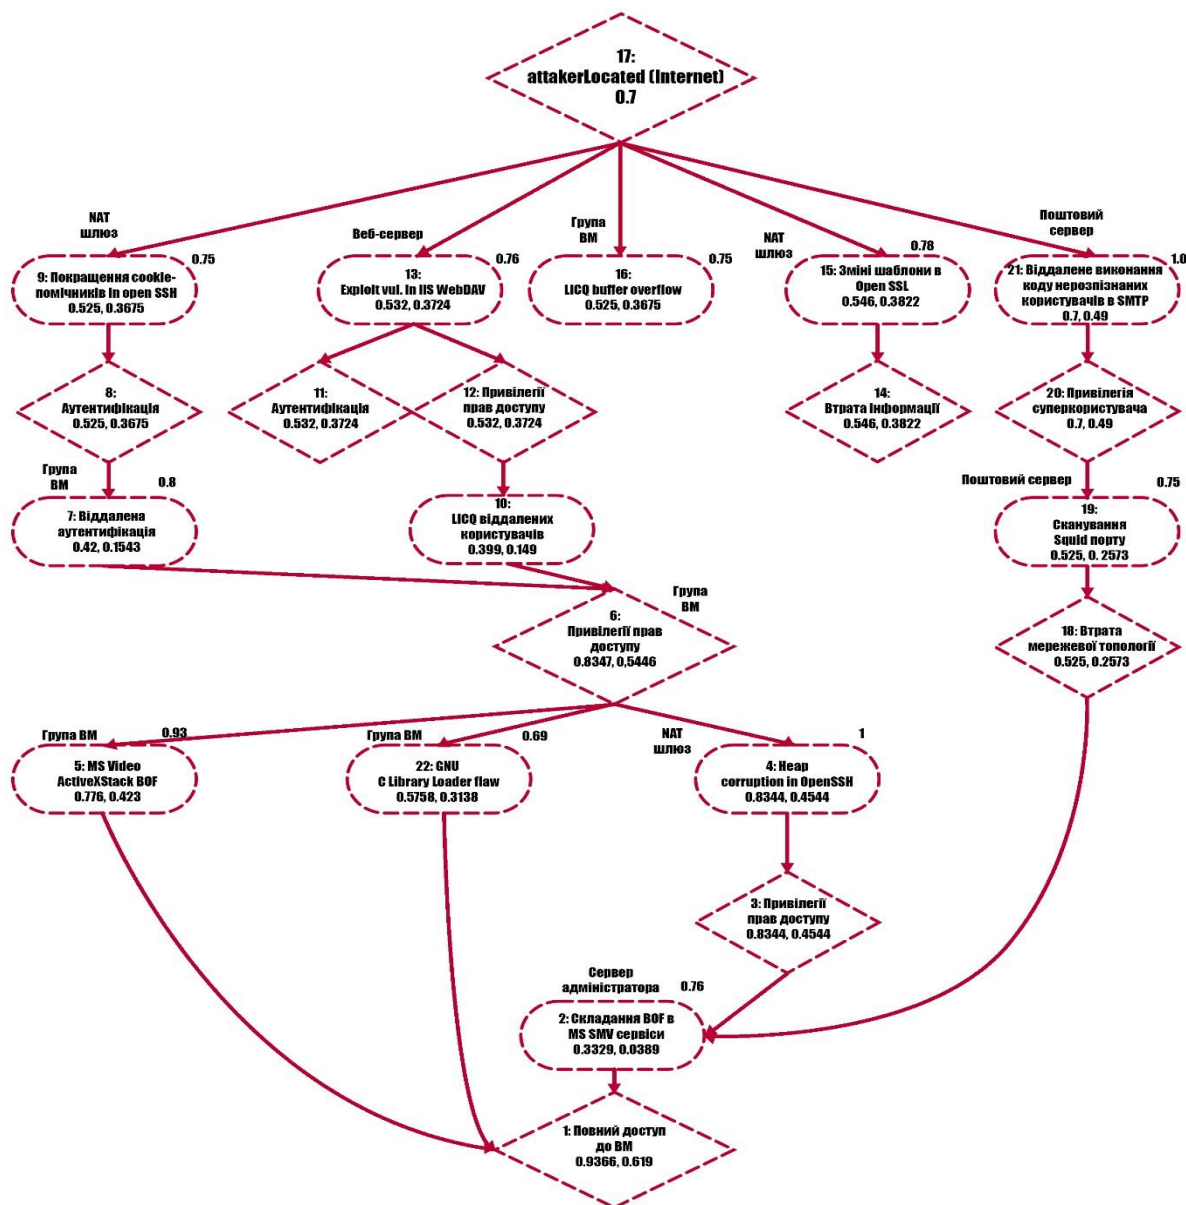 17:
attakerLocated (Internet)
0.7
NAT
шлюз
0.75
9: Покращення cookie-
помічників in open SSH
0.525, 0.3675
Веб-сервер
0.76
13:
Exploit vul. In IIS WebDAV
0.532, 0.3724
Група
ВМ
0.75
16:
LICQ buffer overflow
0.525, 0.3675
NAT
шлюз
0.78
15: Зміні шаблони в
Open SSL
0.546, 0.3822
Поштовий
сервер
1.0
21: Віддалене виконання
коду нерозпізнаних
користувачів в SMTP
0.7, 0.49
8:
Аутентифікація
0.525, 0.3675
11:
Аутентифікація
0.532, 0.3724
12: Привілегії
прав доступу
0.532, 0.3724
14:
Втрата інформації
0.546, 0.3822
20: Привілегія
суперкористувача
0.7, 0.49
Група
ВМ
0.8
7: Віддалена
аутентифікація
0.42, 0.1543
10:
LICQ віддалених
користувачів
0.399, 0.149
Поштовий сервер
0.75
19:
Сканування
Squid порту
0.525, 0. 2573
Група
ВМ
6:
Привілегії прав
доступу
0.8347, 0,5446
18: Втрата
мережевої топології
0.525, 0.2573
Група ВМ
0.93
5: MS Video
ActiveXStack BOF
0.776, 0.423
Група ВМ
0.69
22: GNU
C Library Loader flaw
0.5758, 0.3138
NAT
шлюз
1
4: Heap
corruption in OpenSSH
0.8344, 0.4544
3: Привілегії
прав доступу
0.8344, 0.4544
Сервер
адміністратора
0.76
2: Складання BOF в
MS SMV сервіси
0.3329, 0.0389
1: Повний доступ
до ВМ
0.9366, 0.619